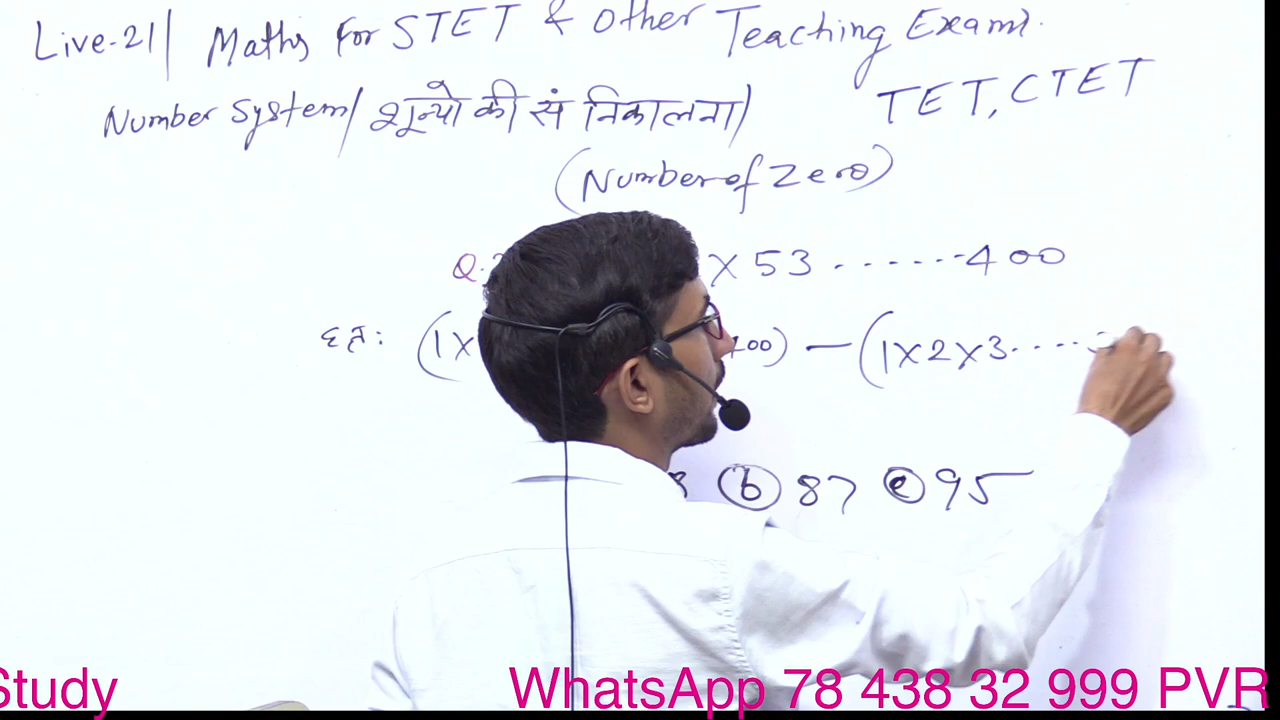 Live-21| Maths for STET & Other Teaching Exam.
TET, CTET
Number System/ शून्यो की सं निकालना/
(Number of Zero)
Q. × 53 .......400
हल: (1× 400) — (1×2×3....
(b) 87 (c) 95
Study WhatsApp 78 438 32 999 PVR